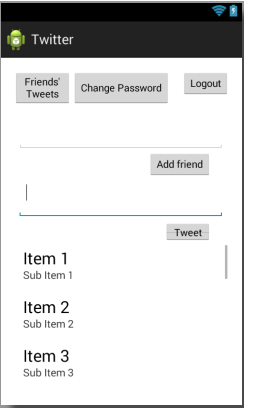 Twitter
Friends'
Tweets
Change Password
Logout
Add friend
Tweet
Item 1
Sub Item 1
Item 2
Sub Item 2
Item 3
Sub Item 3